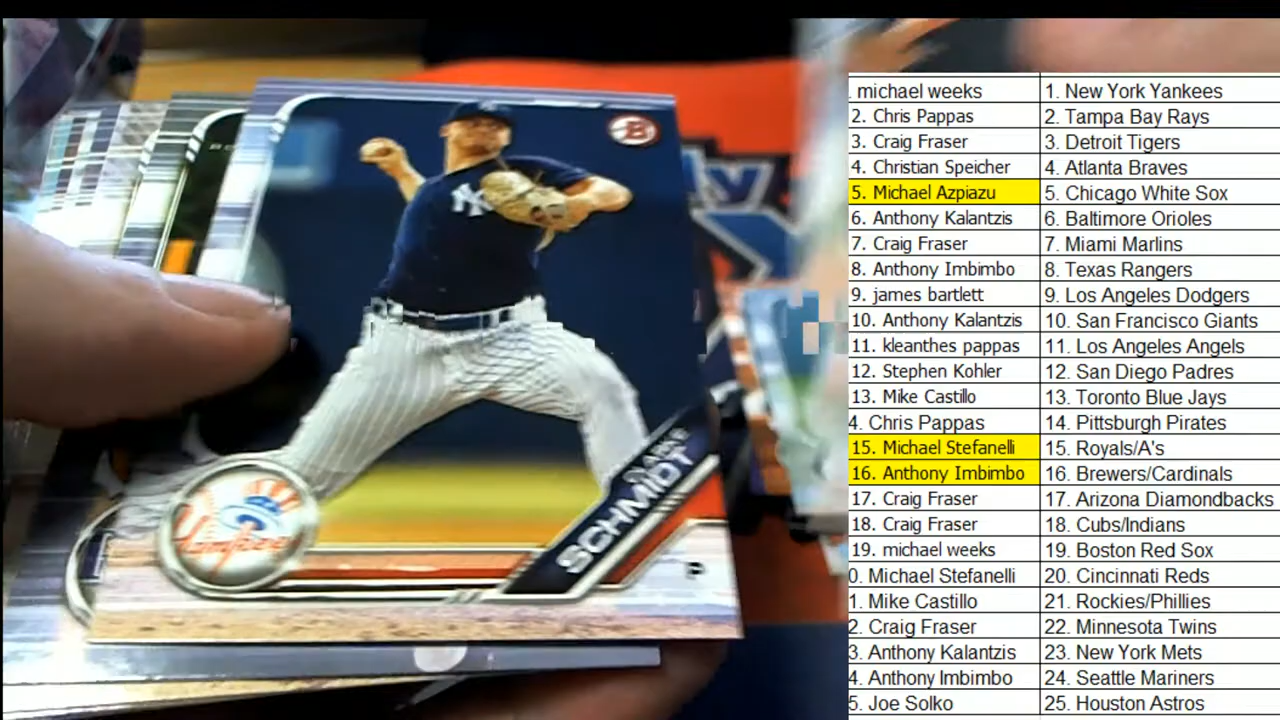 B
NY
Yankees
CLARKE
SCHMIDT
P
. michael weeks 1. New York Yankees
2. Chris Pappas 2. Tampa Bay Rays
3. Craig Fraser 3. Detroit Tigers
4. Christian Speicher 4. Atlanta Braves
5. Michael Azpiazu 5. Chicago White Sox
6. Anthony Kalantzis 6. Baltimore Orioles
7. Craig Fraser 7. Miami Marlins
8. Anthony Imbimbo 8. Texas Rangers
9. james bartlett 9. Los Angeles Dodgers
10. Anthony Kalantzis 10. San Francisco Giants
11. kleanthes pappas 11. Los Angeles Angels
12. Stephen Kohler 12. San Diego Padres
13. Mike Castillo 13. Toronto Blue Jays
4. Chris Pappas 14. Pittsburgh Pirates
15. Michael Stefanelli 15. Royals/A's
16. Anthony Imbimbo 16. Brewers/Cardinals
17. Craig Fraser 17. Arizona Diamondbacks
18. Craig Fraser 18. Cubs/Indians
19. michael weeks 19. Boston Red Sox
0. Michael Stefanelli 20. Cincinnati Reds
1. Mike Castillo 21. Rockies/Phillies
2. Craig Fraser 22. Minnesota Twins
3. Anthony Kalantzis 23. New York Mets
4. Anthony Imbimbo 24. Seattle Mariners
5. Joe Solko 25. Houston Astros